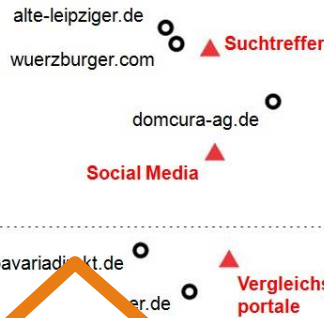 alte-leipziger.de
Suchtreffer
wuerzburger.com
domcura-ag.de
Social Media
Vergleichs
portale